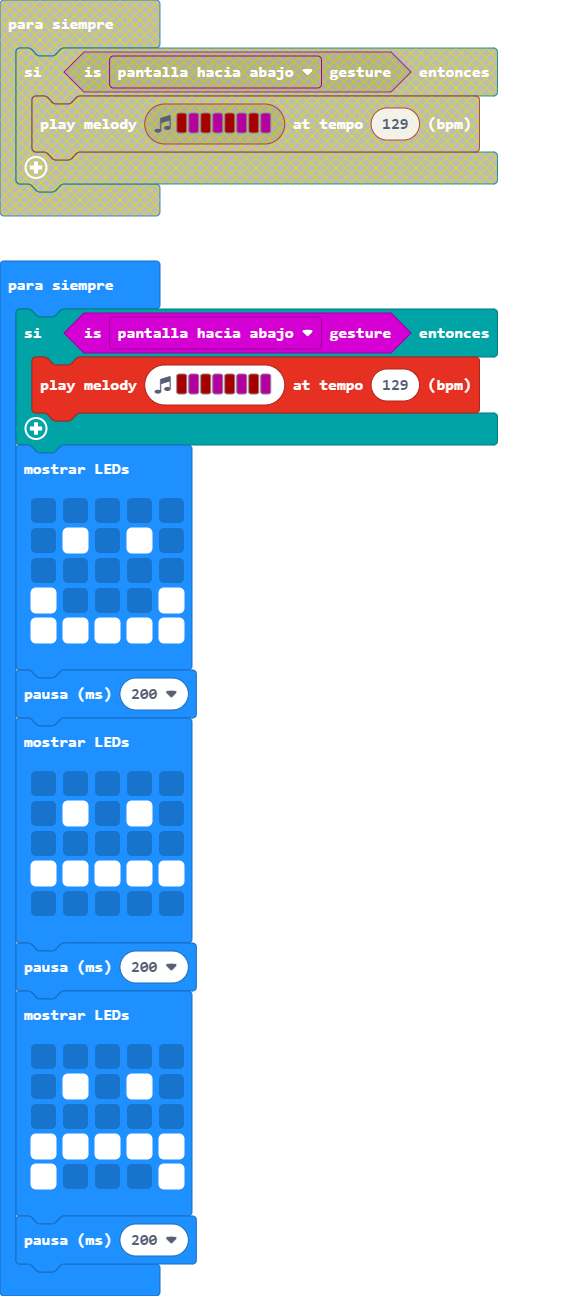 para siempre
si is pantalla hacia abajo gesture entonces
play melody at tempo 129 (bpm)
para siempre
si is pantalla hacia abajo gesture entonces
play melody at tempo 129 (bpm)
mostrar LEDs
pausa (ms) 200
mostrar LEDs
pausa (ms) 200
mostrar LEDs
pausa (ms) 200